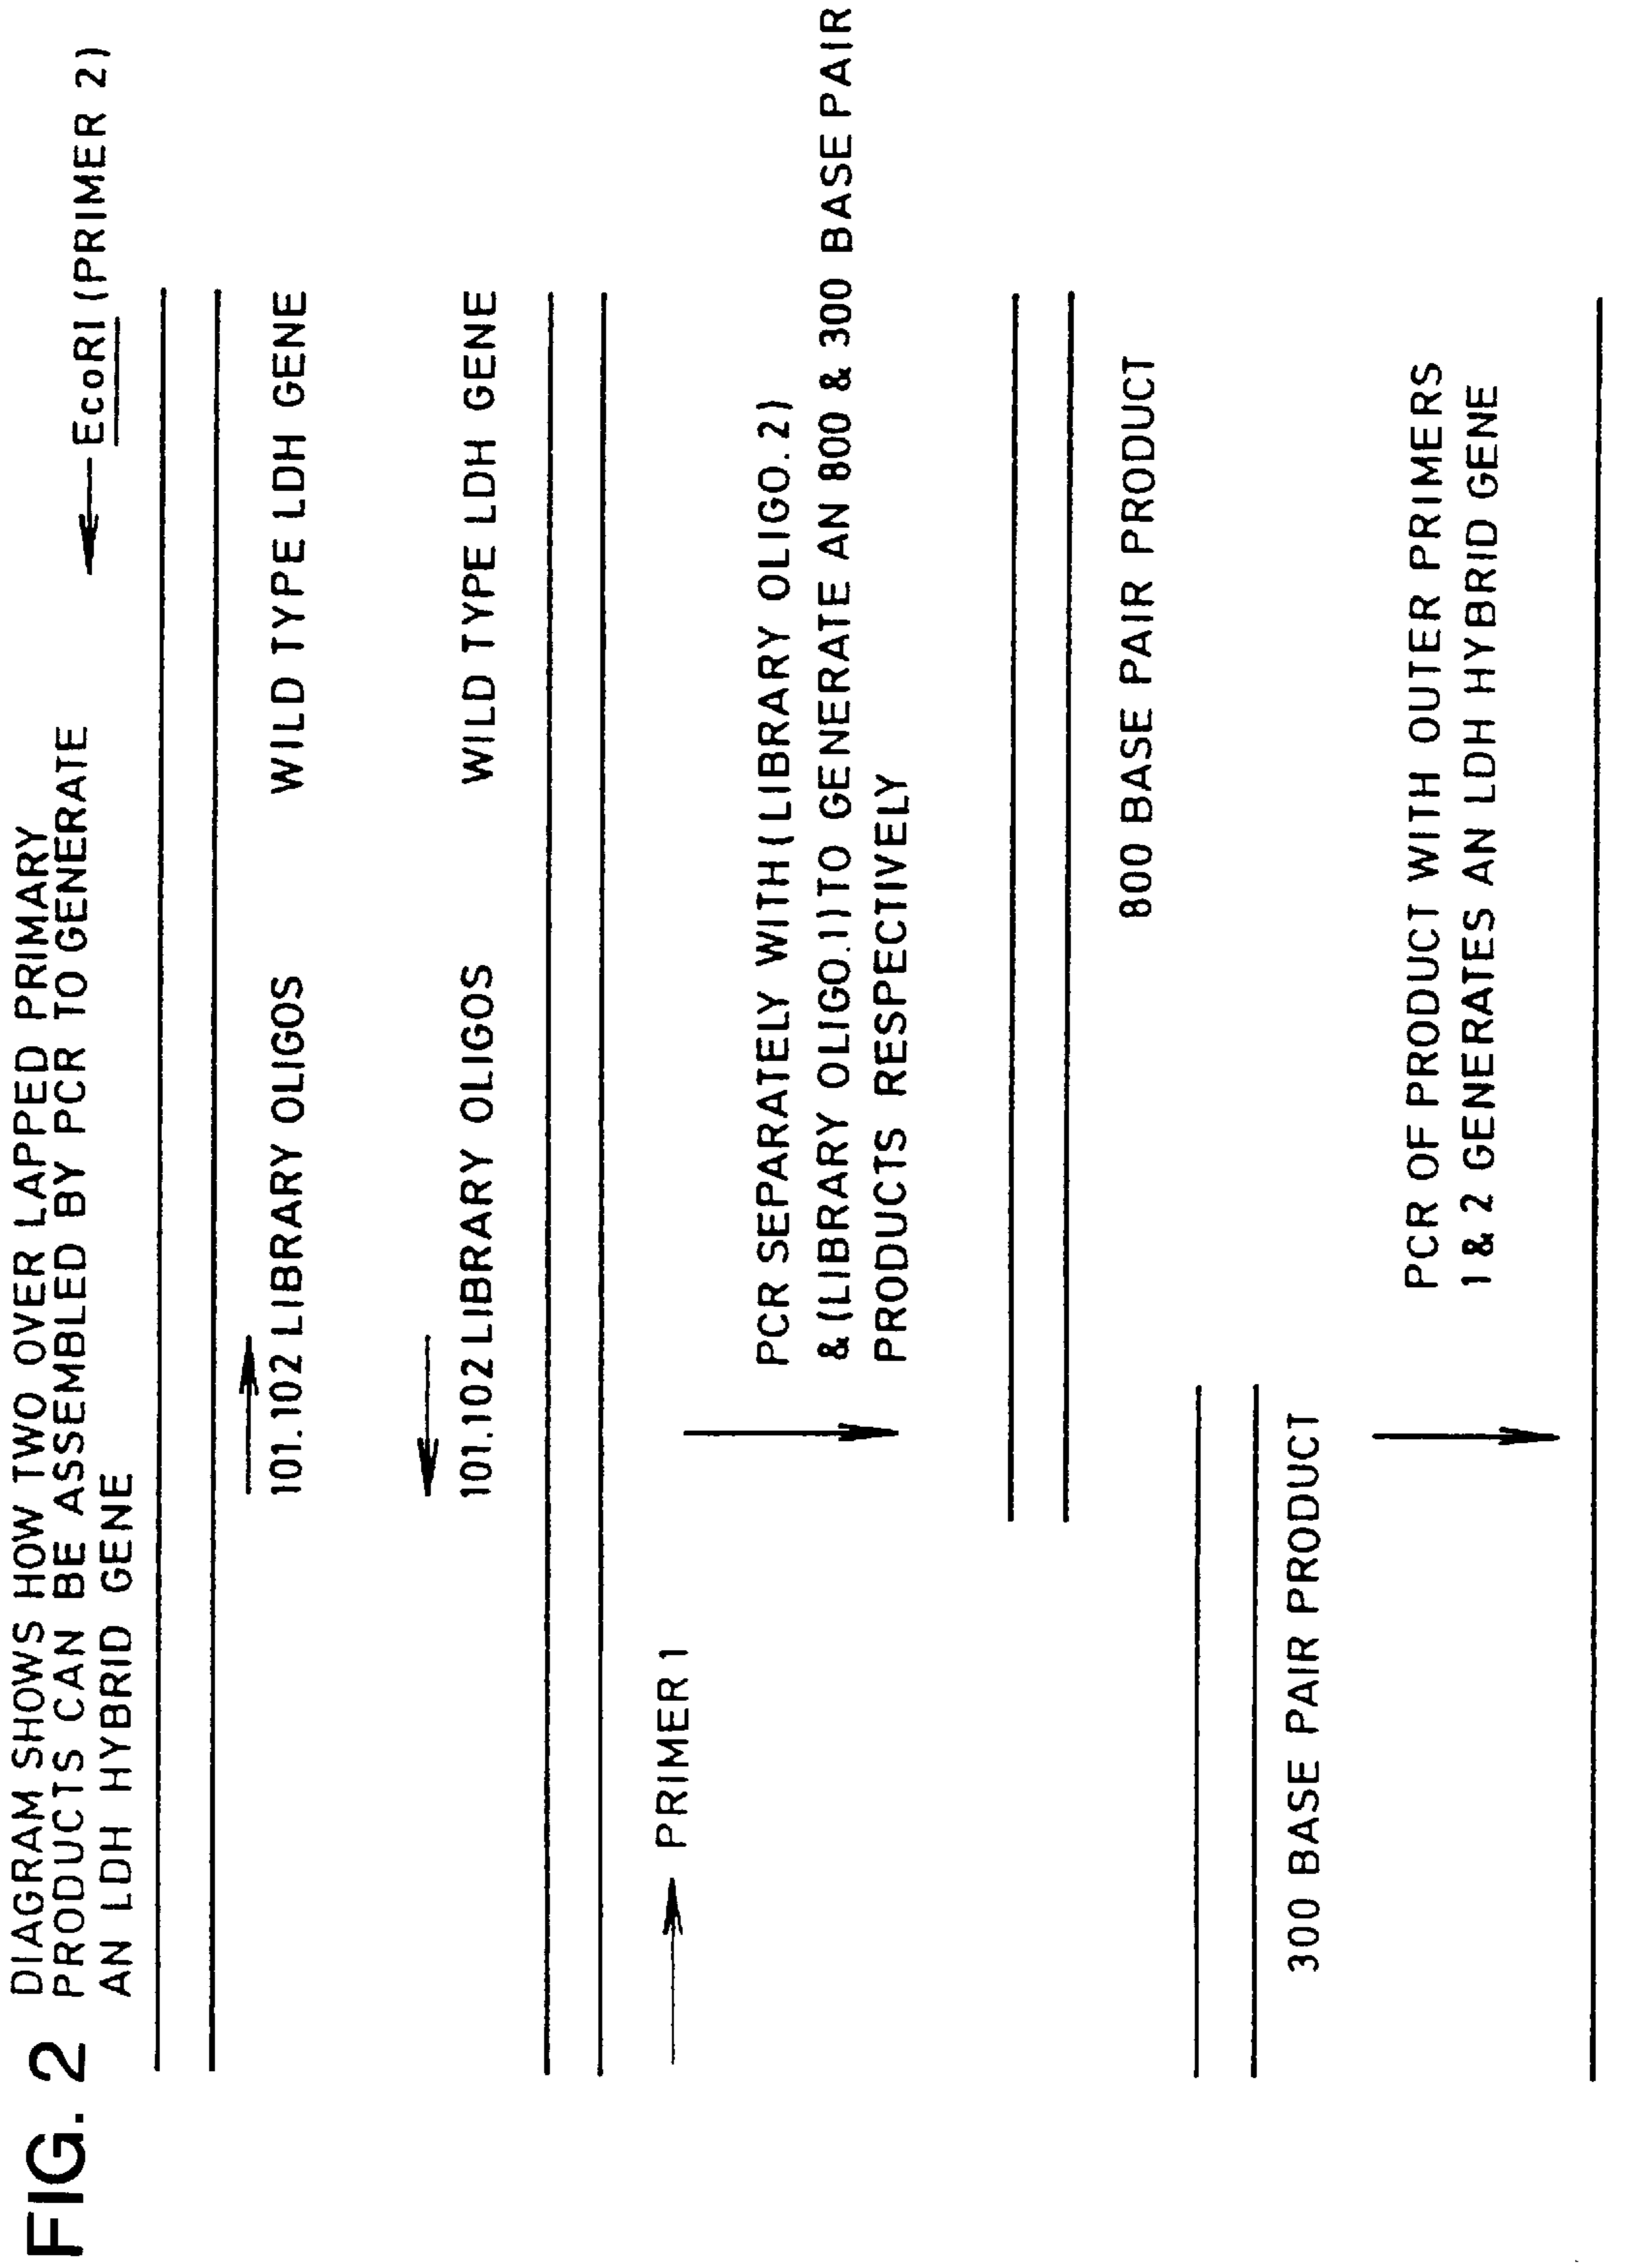 FIG. 2 DIAGRAM SHOWS HOW TWO OVER LAPPED PRIMARY
PRODUCTS CAN BE ASSEMBLED BY PCR TO GENERATE
AN LDH HYBRID GENE
EcoRI (PRIMER 2)
101.102 LIBRARY OLIGOS WILD TYPE LDH GENE
101.102 LIBRARY OLIGOS WILD TYPE LDH GENE
PRIMER 1
PCR SEPARATELY WITH (LIBRARY OLIGO. 2)
& (LIBRARY OLIGO.1) TO GENERATE AN 800 & 300 BASE PAIR
PRODUCTS RESPECTIVELY
800 BASE PAIR PRODUCT
300 BASE PAIR PRODUCT
PCR OF PRODUCT WITH OUTER PRIMERS
1 & 2 GENERATES AN LDH HYBRID GENE